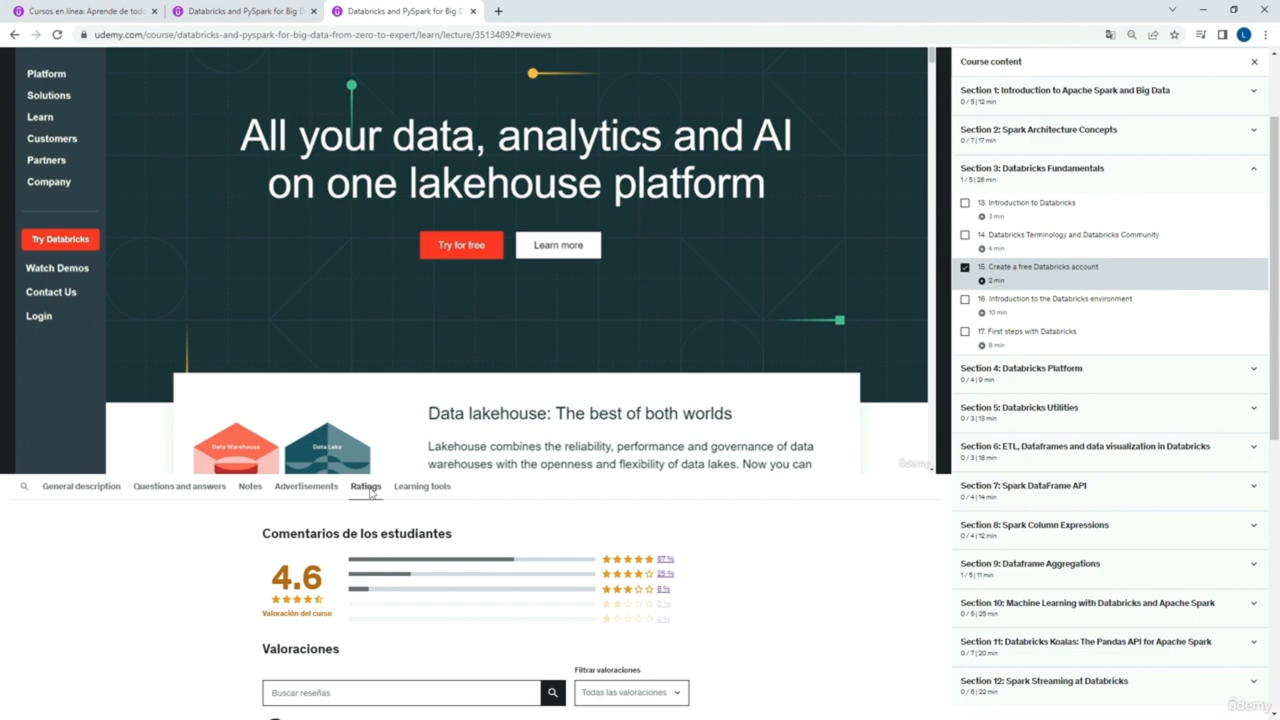 Cursos en línea: Aprende de todo
Databricks and PySpark for Big D
Databricks and PySpark for Big D
udemy.com/course/databricks-and-pyspark-for-big-data-from-zero-to-expert/learn/lecture/35134892#reviews
L
Platform
Solutions
Learn
Customers
Partners
Company
Try Databricks
Watch Demos
Contact Us
Login
All your data, analytics and AI
on one lakehouse platform
Try for free
Learn more
Data Warehouse
Data Lake
Data lakehouse: The best of both worlds
Lakehouse combines the reliability, performance and governance of data
warehouses with the openness and flexibility of data lakes. Now you can
ûdemy
General description
Questions and answers
Notes
Advertisements
Ratings
Learning tools
Comentarios de los estudiantes
4.6
Valoración del curso
67 %
25 %
8 %
0 %
0 %
Valoraciones
Filtrar valoraciones
Buscar reseñas
Todas las valoraciones
Course content
Section 1: Introduction to Apache Spark and Big Data
0 / 5 | 12 min
Section 2: Spark Architecture Concepts
0 / 7 | 17 min
Section 3: Databricks Fundamentals
1 / 5 | 26 min
13. Introduction to Databricks
3 min
14. Databricks Terminology and Databricks Community
4 min
15. Create a free Databricks account
2 min
16. Introduction to the Databricks environment
10 min
17. First steps with Databricks
8 min
Section 4: Databricks Platform
0 / 4 | 9 min
Section 5: Databricks Utilities
0 / 3 | 13 min
Section 6: ETL, Dataframes and data visualization in Databricks
0 / 3 | 18 min
Section 7: Spark DataFrame API
0 / 4 | 14 min
Section 8: Spark Column Expressions
0 / 4 | 12 min
Section 9: Dataframe Aggregations
1 / 5 | 11 min
Section 10: Machine Learning with Databricks and Apache Spark
0 / 6 | 25 min
Section 11: Databricks Koalas: The Pandas API for Apache Spark
0 / 7 | 20 min
Section 12: Spark Streaming at Databricks
0 / 6 | 22 min
ûdemy